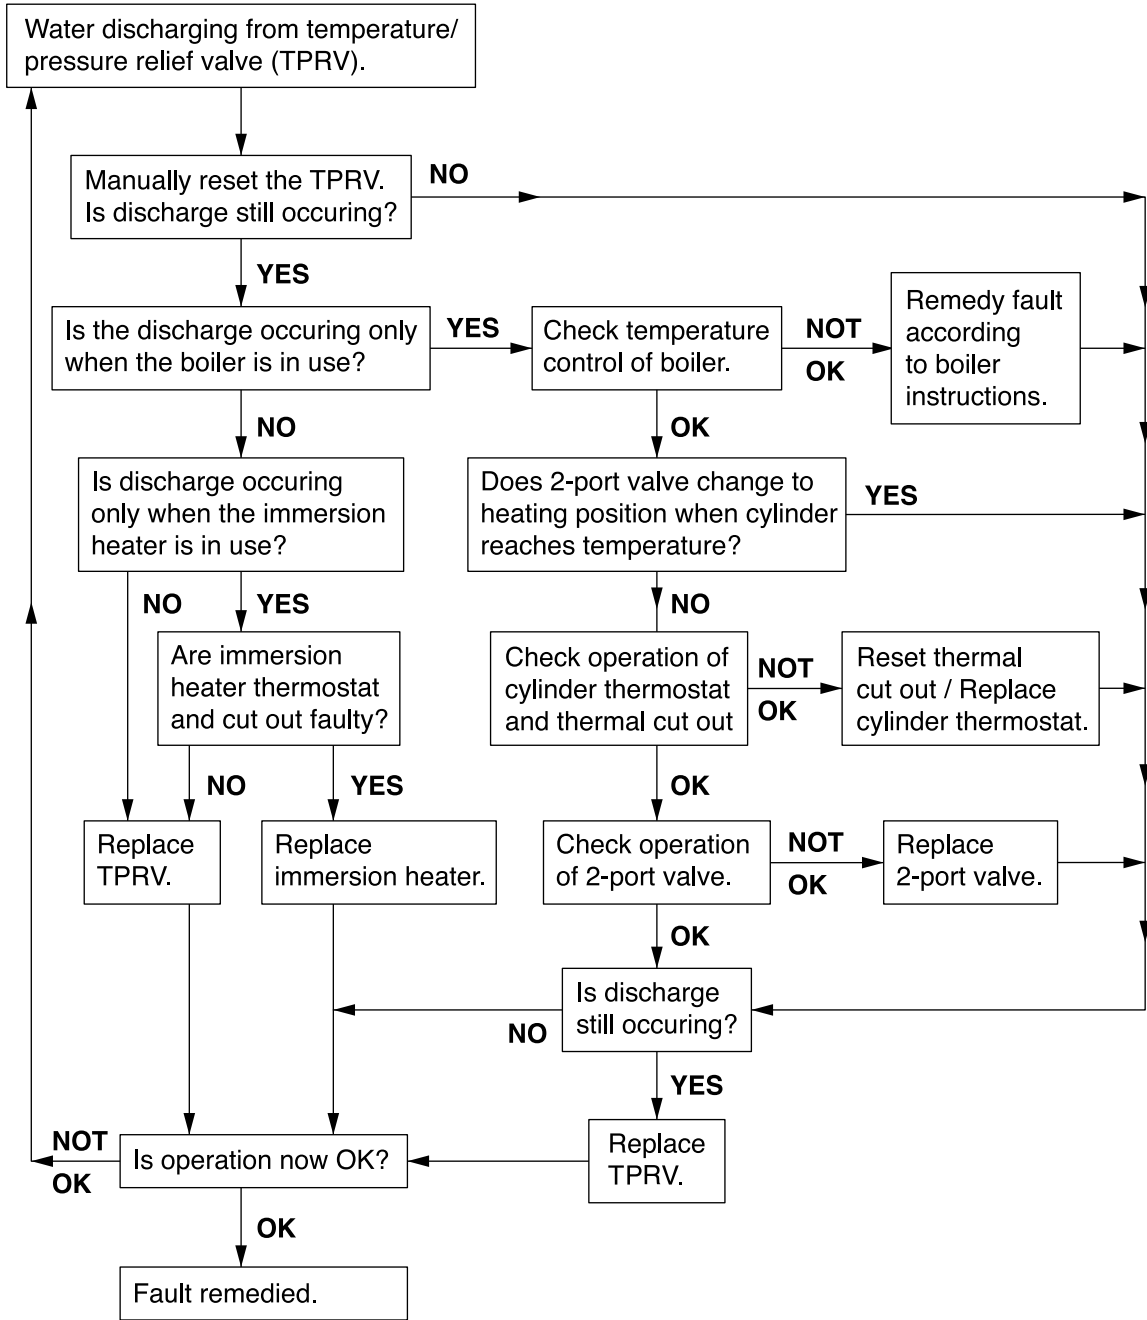 Water discharging from temperature/
pressure relief valve (TPRV).
Manually reset the TPRV.
Is discharge still occuring?
NO
YES
Is the discharge occuring only
when the boiler is in use?
YES
Check temperature
control of boiler.
NOT
OK
Remedy fault
according
to boiler
instructions.
NO
OK
Is discharge occuring
only when the immersion
heater is in use?
Does 2-port valve change to
heating position when cylinder
reaches temperature?
YES
NO
YES
NO
Are immersion
heater thermostat
and cut out faulty?
Check operation of
cylinder thermostat
and thermal cut out
NOT
OK
Reset thermal
cut out / Replace
cylinder thermostat.
NO
YES
OK
Replace
TPRV.
Replace
immersion heater.
Check operation
of 2-port valve.
NOT
OK
Replace
2-port valve.
OK
Is discharge
still occuring?
NO
YES
Replace
TPRV.
NOT
OK
Is operation now OK?
OK
Fault remedied.